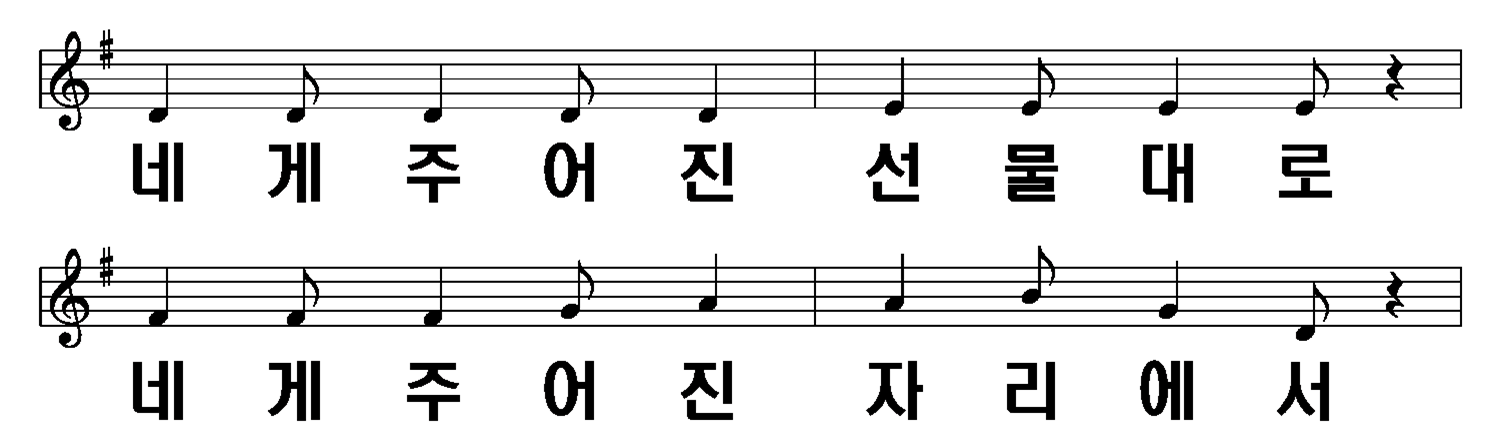 네 게 주 어 진 선 물 대 로
네 게 주 어 진 자 리 에 서